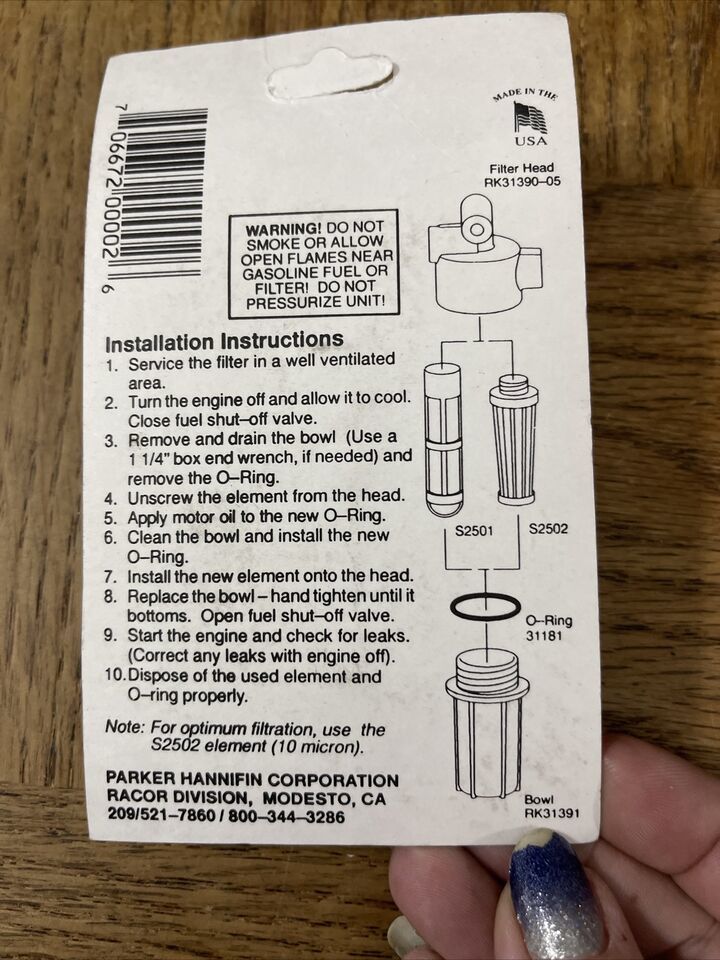 7 06672 00002 6
MADE IN THE
USA
Filter Head
RK31390-05
WARNING! DO NOT
SMOKE OR ALLOW
OPEN FLAMES NEAR
GASOLINE FUEL OR
FILTER! DO NOT
PRESSURIZE UNIT!
Installation Instructions
1. Service the filter in a well ventilated
area.
2. Turn the engine off and allow it to cool.
Close fuel shut-off valve.
3. Remove and drain the bowl (Use a
1 1/4" box end wrench, if needed) and
remove the O-Ring.
4. Unscrew the element from the head.
5. Apply motor oil to the new O-Ring.
6. Clean the bowl and install the new
O-Ring.
7. Install the new element onto the head.
8. Replace the bowl – hand tighten until it
bottoms. Open fuel shut-off valve.
9. Start the engine and check for leaks.
(Correct any leaks with engine off).
10. Dispose of the used element and
O-ring properly.
Note: For optimum filtration, use the
S2502 element (10 micron).
PARKER HANNIFIN CORPORATION
RACOR DIVISION, MODESTO, CA
209/521-7860 / 800-344-3286
S2501
S2502
O-Ring
31181
Bowl
RK31391